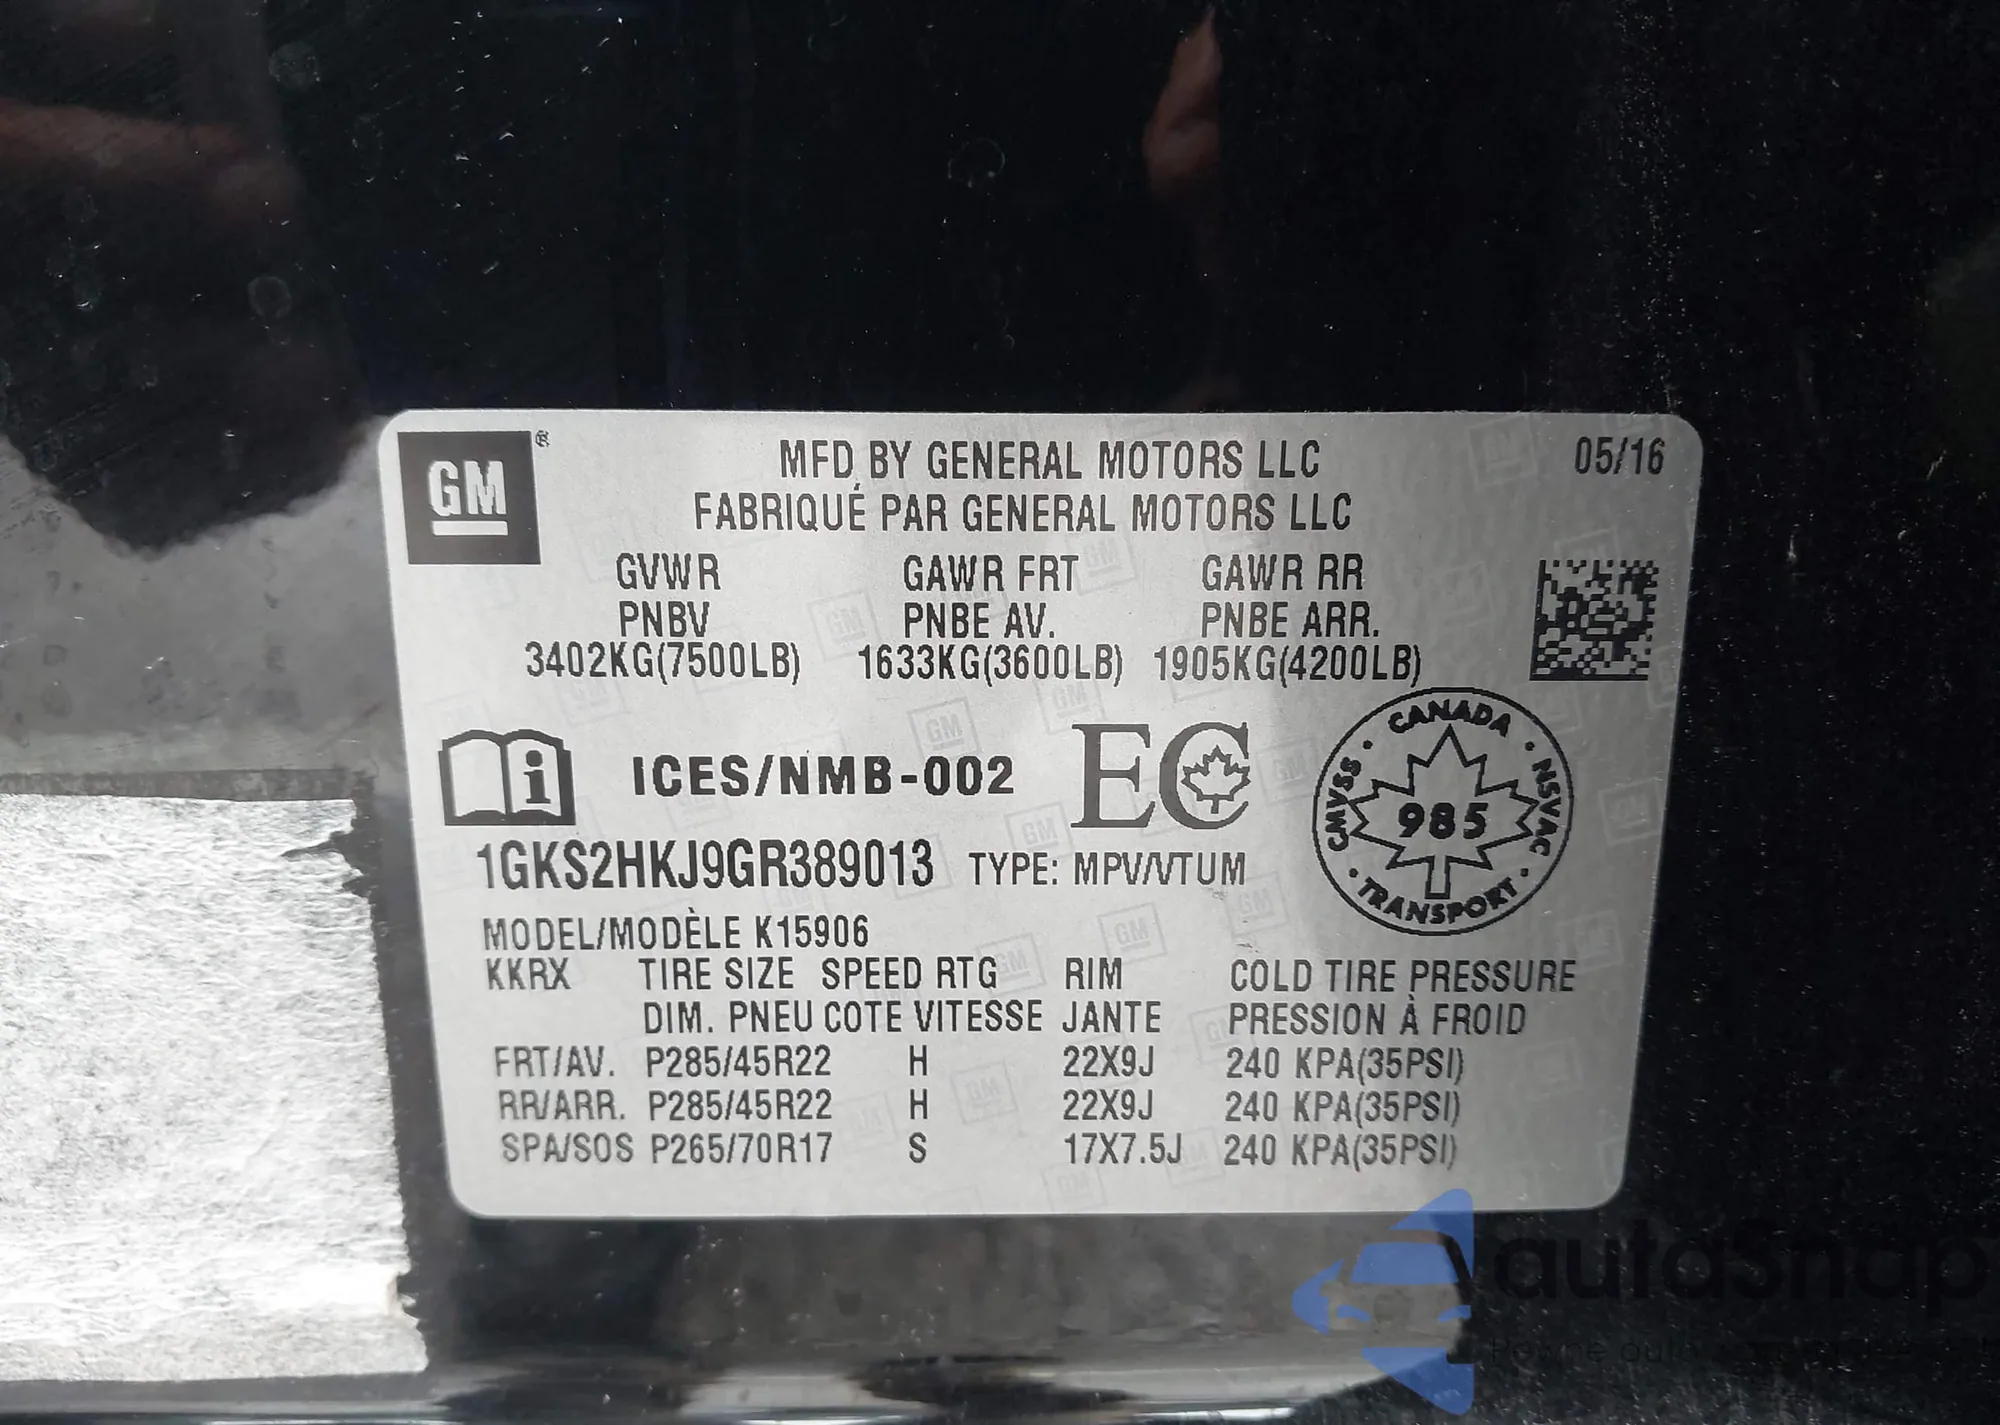 GM ®
MFD BY GENERAL MOTORS LLC 05/16
FABRIQUÉ PAR GENERAL MOTORS LLC
GVWR GAWR FRT GAWR RR
PNBV PNBE AV. PNBE ARR.
3402KG(7500LB) 1633KG(3600LB) 1905KG(4200LB)
i ICES/NMB-002 EC
CANADA
CMVSS · 985 · NSVAC
· TRANSPORT ·
1GKS2HKJ9GR389013 TYPE: MPV/VTUM
MODEL/MODÈLE K15906
KKRX TIRE SIZE SPEED RTG RIM COLD TIRE PRESSURE
DIM. PNEU COTE VITESSE JANTE PRESSION À FROID
FRT/AV. P285/45R22 H 22X9J 240 KPA(35PSI)
RR/ARR. P285/45R22 H 22X9J 240 KPA(35PSI)
SPA/SOS P265/70R17 S 17X7.5J 240 KPA(35PSI)
autoSnap